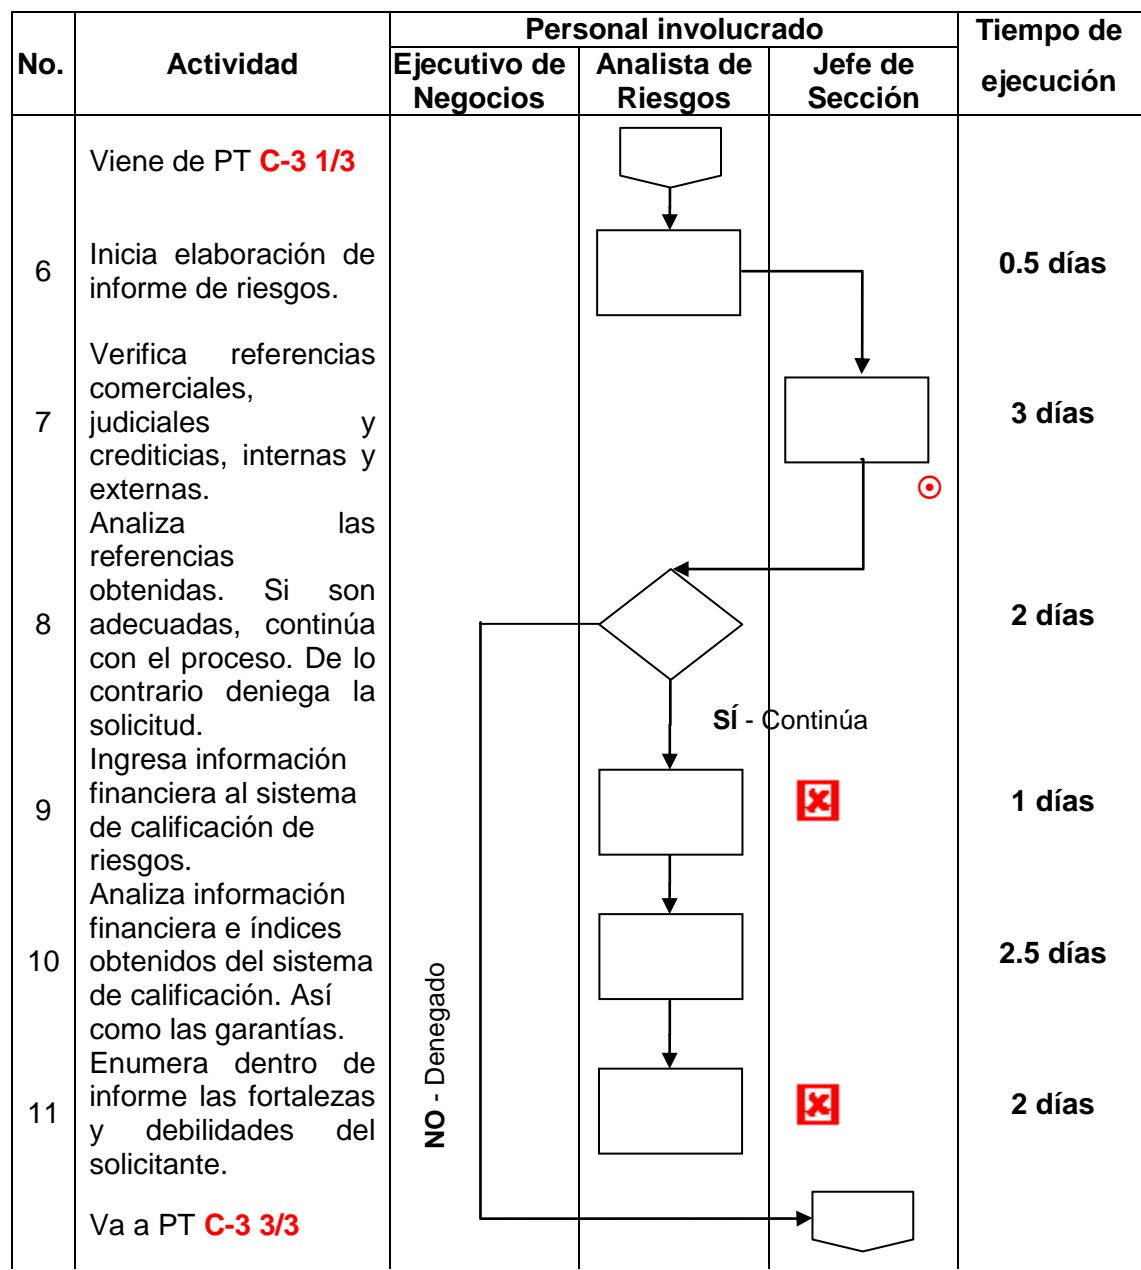 No.
Actividad
Personal involucrado
Ejecutivo de
Negocios
Analista de
Riesgos
Jefe de
Sección
Tiempo de
ejecución
Viene de PT C-3 1/3
6
Inicia elaboración de
informe de riesgos.
0.5 días
7
Verifica referencias
comerciales,
judiciales y
crediticias, internas y
externas.
3 días
8
Analiza las
referencias
obtenidas. Si son
adecuadas, continúa
con el proceso. De lo
contrario deniega la
solicitud.
2 días
SÍ - Continúa
9
Ingresa información
financiera al sistema
de calificación de
riesgos.
1 días
10
Analiza información
financiera e índices
obtenidos del sistema
de calificación. Así
como las garantías.
2.5 días
NO - Denegado
11
Enumera dentro de
informe las fortalezas
y debilidades del
solicitante.
2 días
Va a PT C-3 3/3